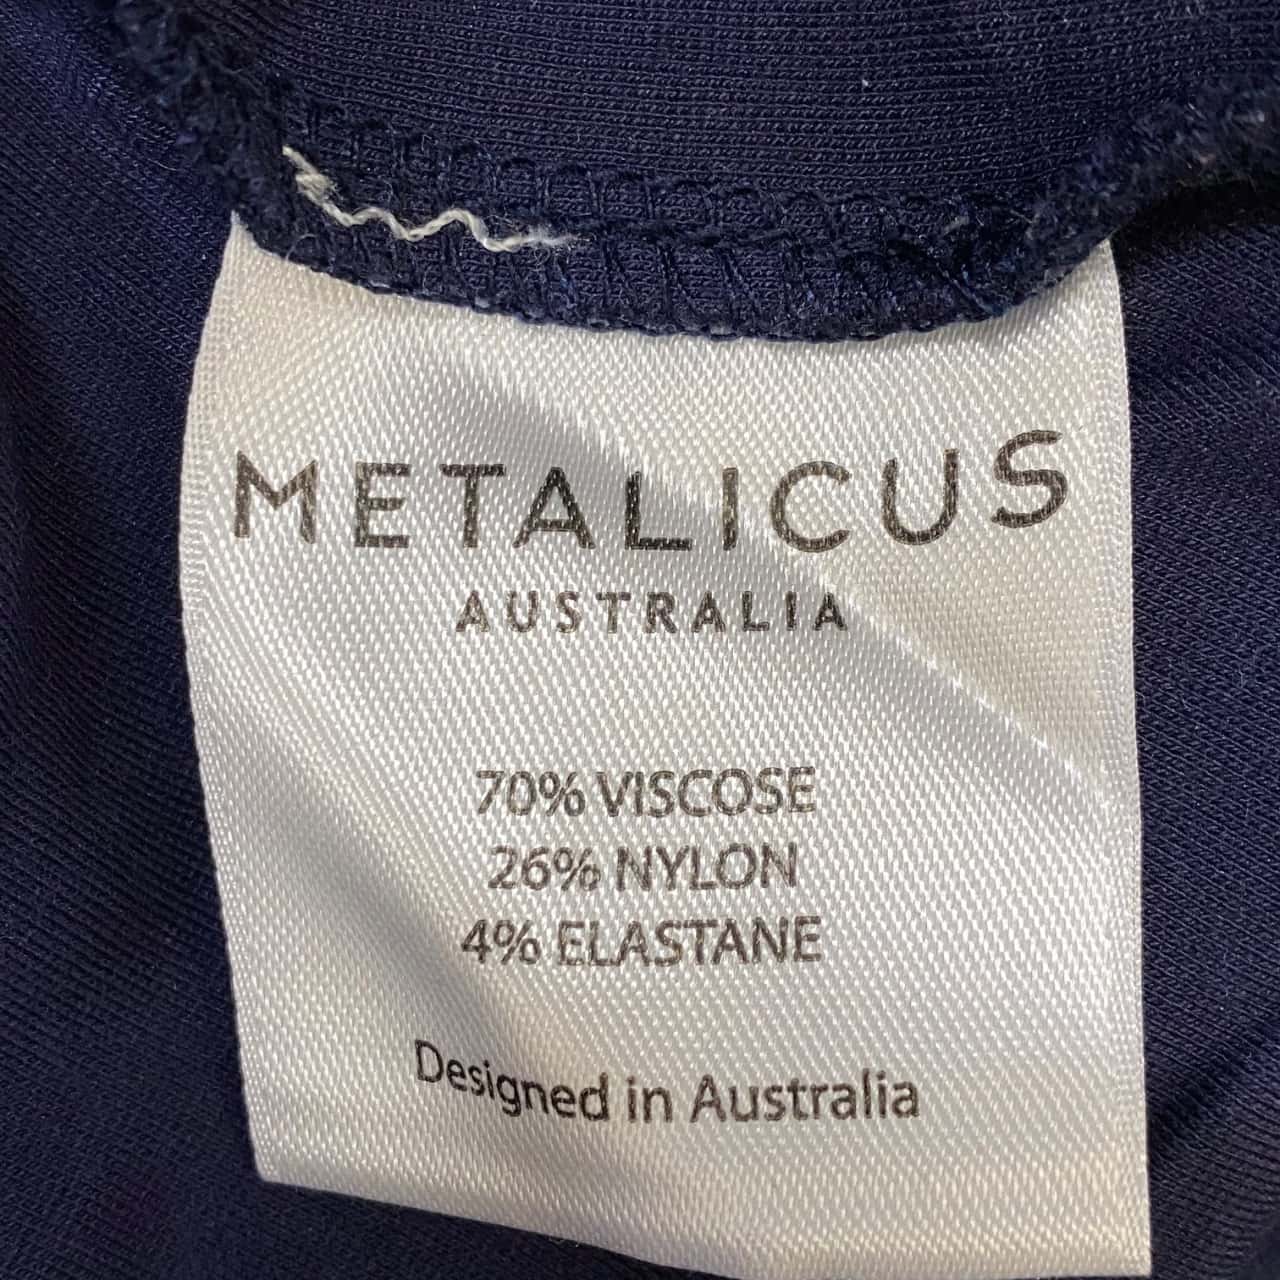 METALICUS
AUSTRALIA
70% VISCOSE
26% NYLON
4% ELASTANE
Designed in Australia